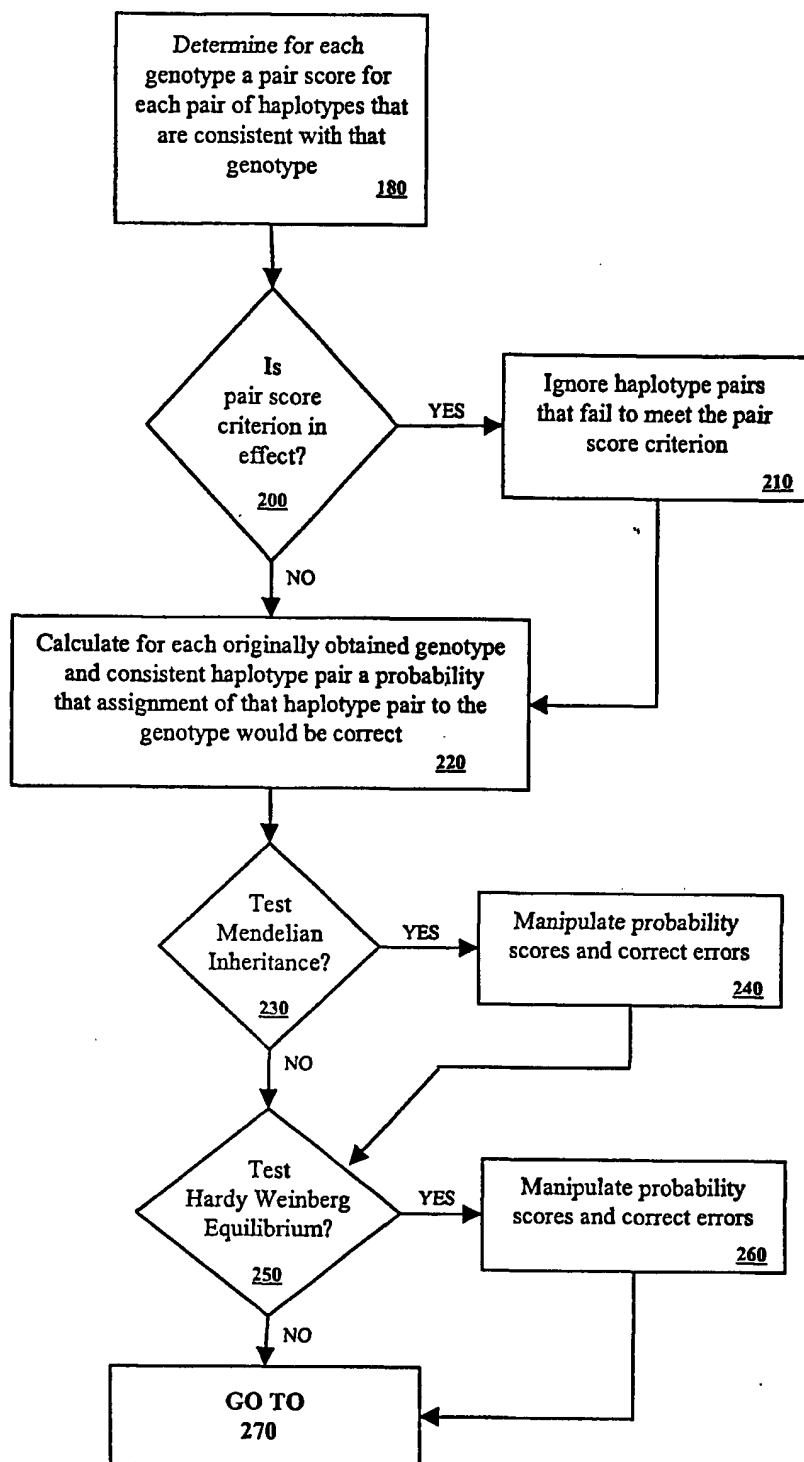 Determine for each
genotype a pair score for
each pair of haplotypes that
are consistent with that
genotype
180
Is
pair score
criterion in
effect?
200
YES
Ignore haplotype pairs
that fail to meet the pair
score criterion
210
NO
Calculate for each originally obtained genotype
and consistent haplotype pair a probability
that assignment of that haplotype pair to the
genotype would be correct
220
Test
Mendelian
Inheritance?
230
YES
Manipulate probability
scores and correct errors
240
NO
Test
Hardy Weinberg
Equilibrium?
250
YES
Manipulate probability
scores and correct errors
260
NO
GO TO
270